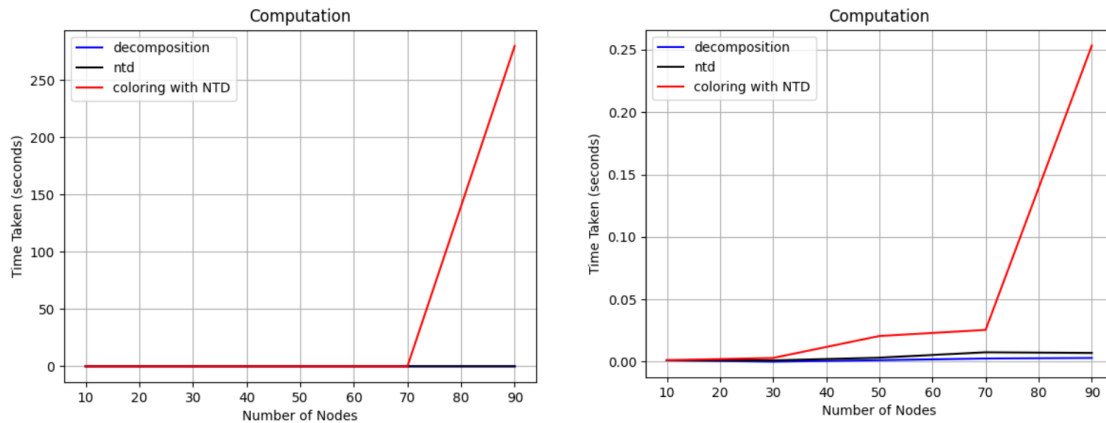 Computation
decomposition
ntd
coloring with NTD
Time Taken (seconds)
250
200
150
100
50
0
10 20 30 40 50 60 70 80 90
Number of Nodes
Computation
decomposition
ntd
coloring with NTD
Time Taken (seconds)
0.25
0.20
0.15
0.10
0.05
0.00
10 20 30 40 50 60 70 80 90
Number of Nodes